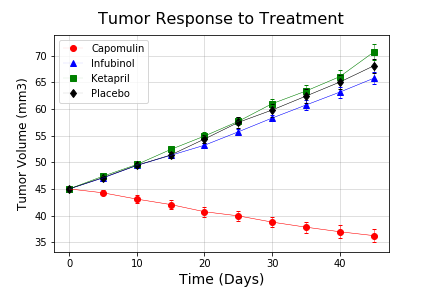 Tumor Response to Treatment
Tumor Volume (mm3)
70
65
60
55
50
45
40
35
Capomulin
Infubinol
Ketapril
Placebo
0 10 20 30 40
Time (Days)